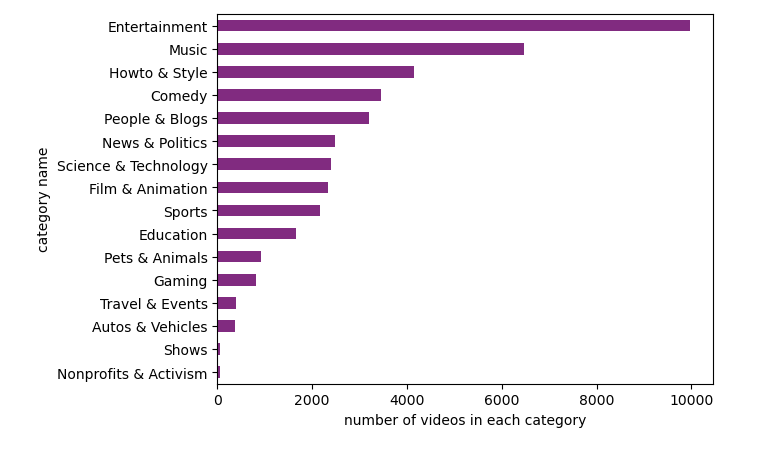 Entertainment
Music
Howto & Style
Comedy
People & Blogs
News & Politics
Science & Technology
Film & Animation
Sports
Education
Pets & Animals
Gaming
Travel & Events
Autos & Vehicles
Shows
Nonprofits & Activism
category name
0 2000 4000 6000 8000 10000
number of videos in each category